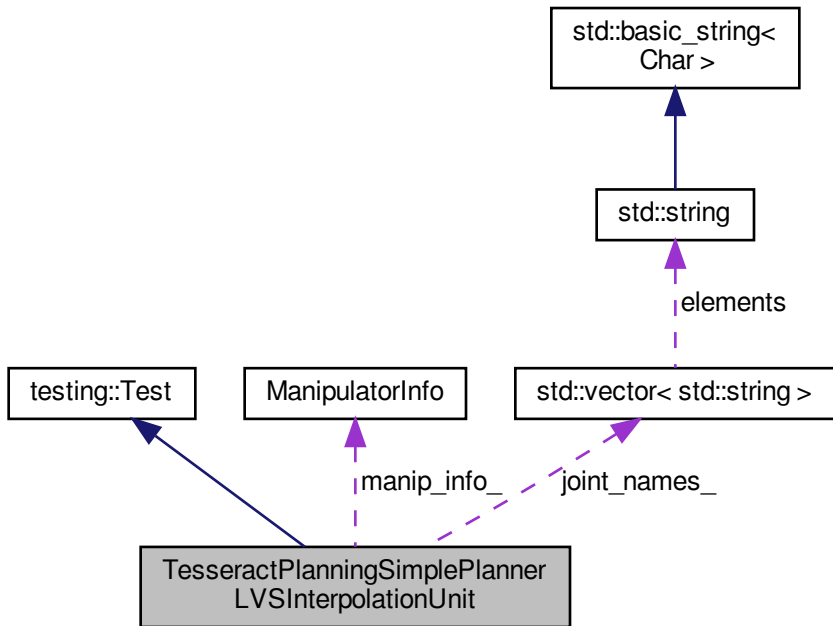 std::basic_string<
Char >
std::string
elements
testing::Test
ManipulatorInfo
std::vector< std::string >
manip_info_
joint_names_
TesseractPlanningSimplePlanner
LVSInterpolationUnit